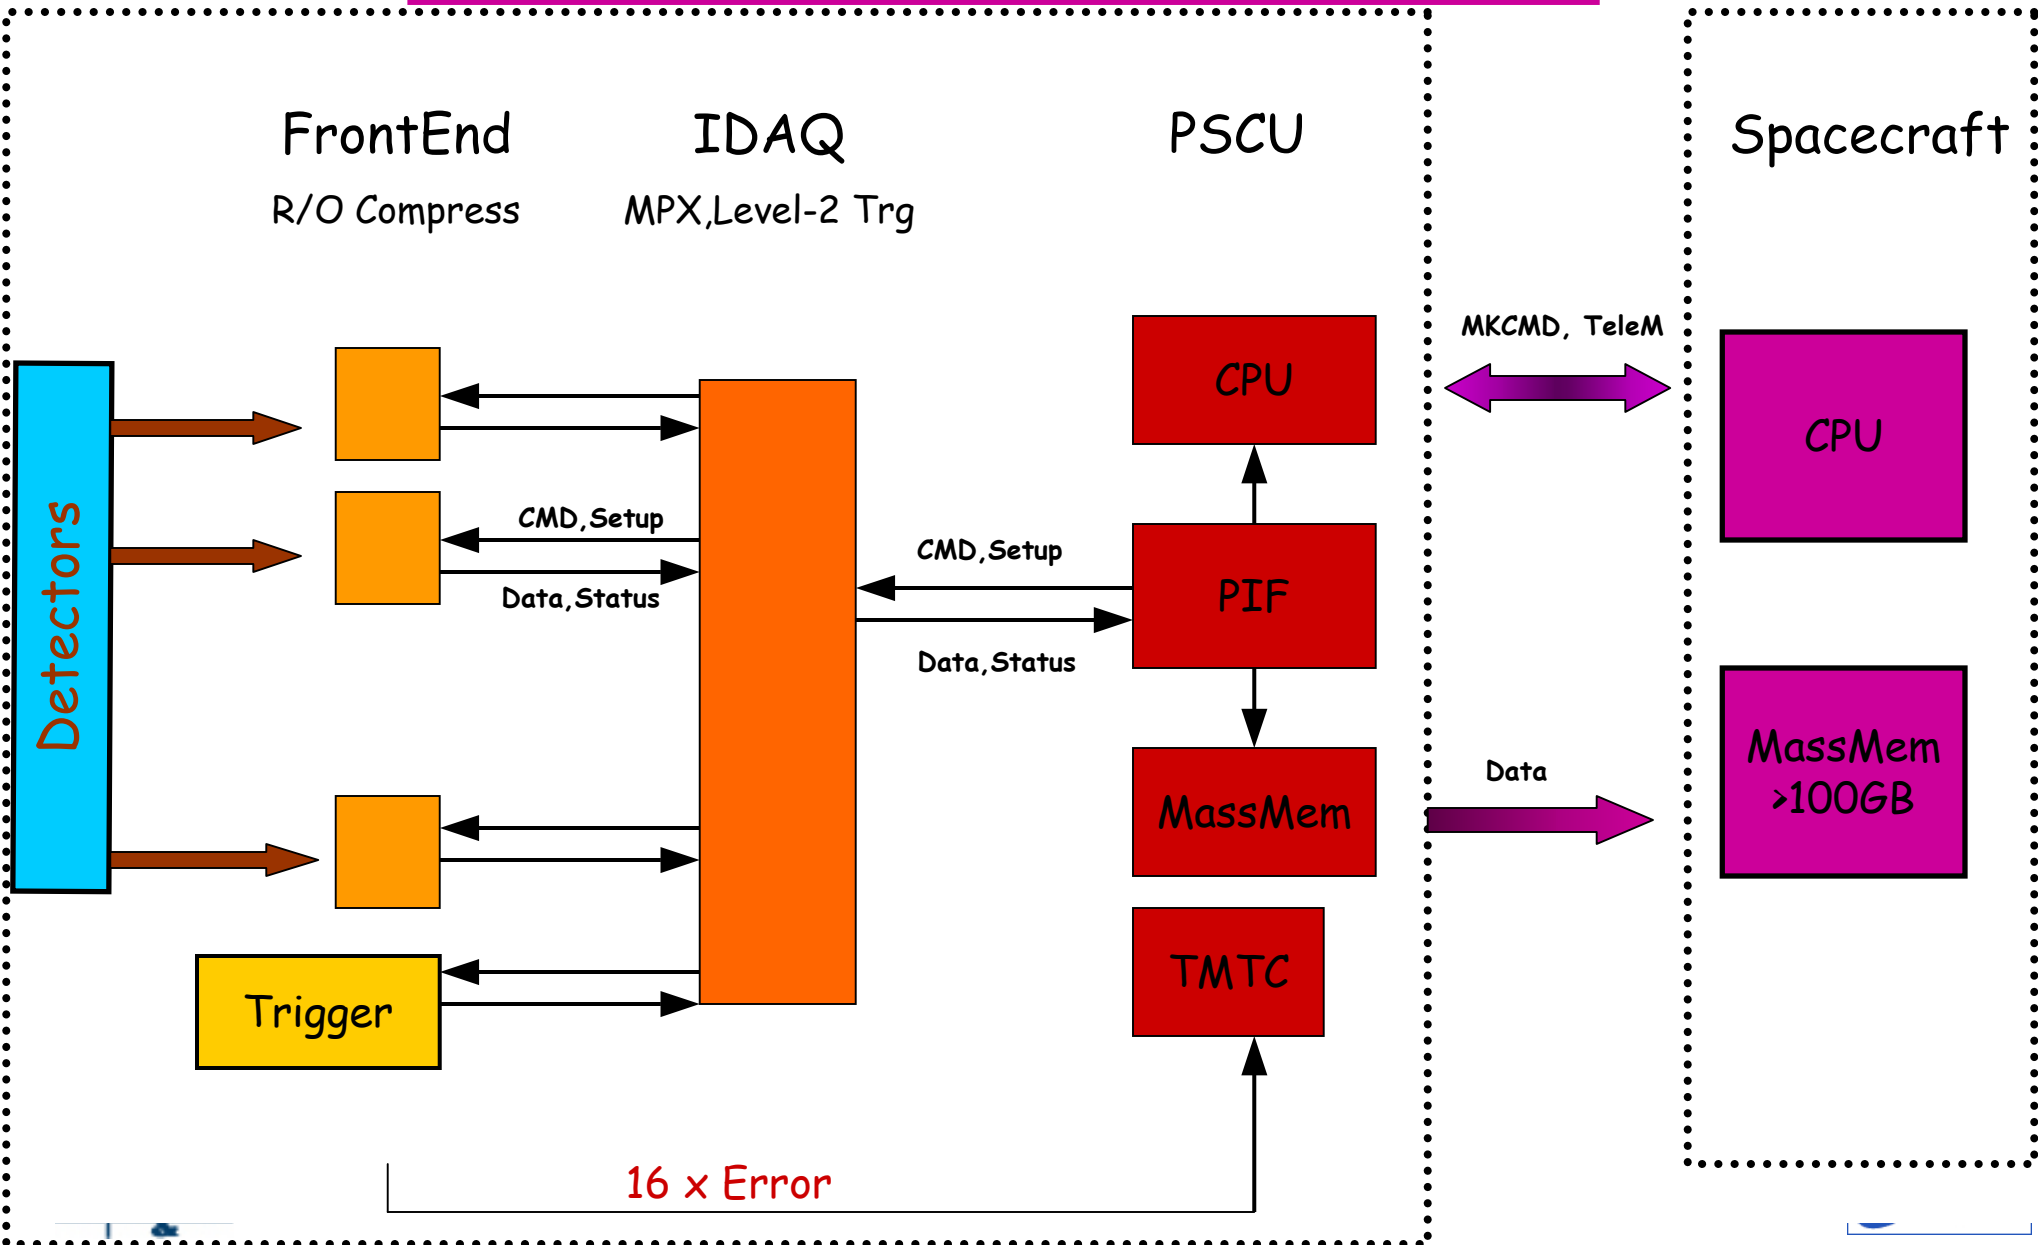 FrontEnd
IDAQ
PSCU
Spacecraft
R/O Compress
MPX,Level-2 Trg
MKCMD, TeleM
CPU
CPU
Detectors
CMD,Setup
Data,Status
CMD,Setup
Data,Status
PIF
MassMem
Data
MassMem
>100GB
TMTC
Trigger
16 x Error
&